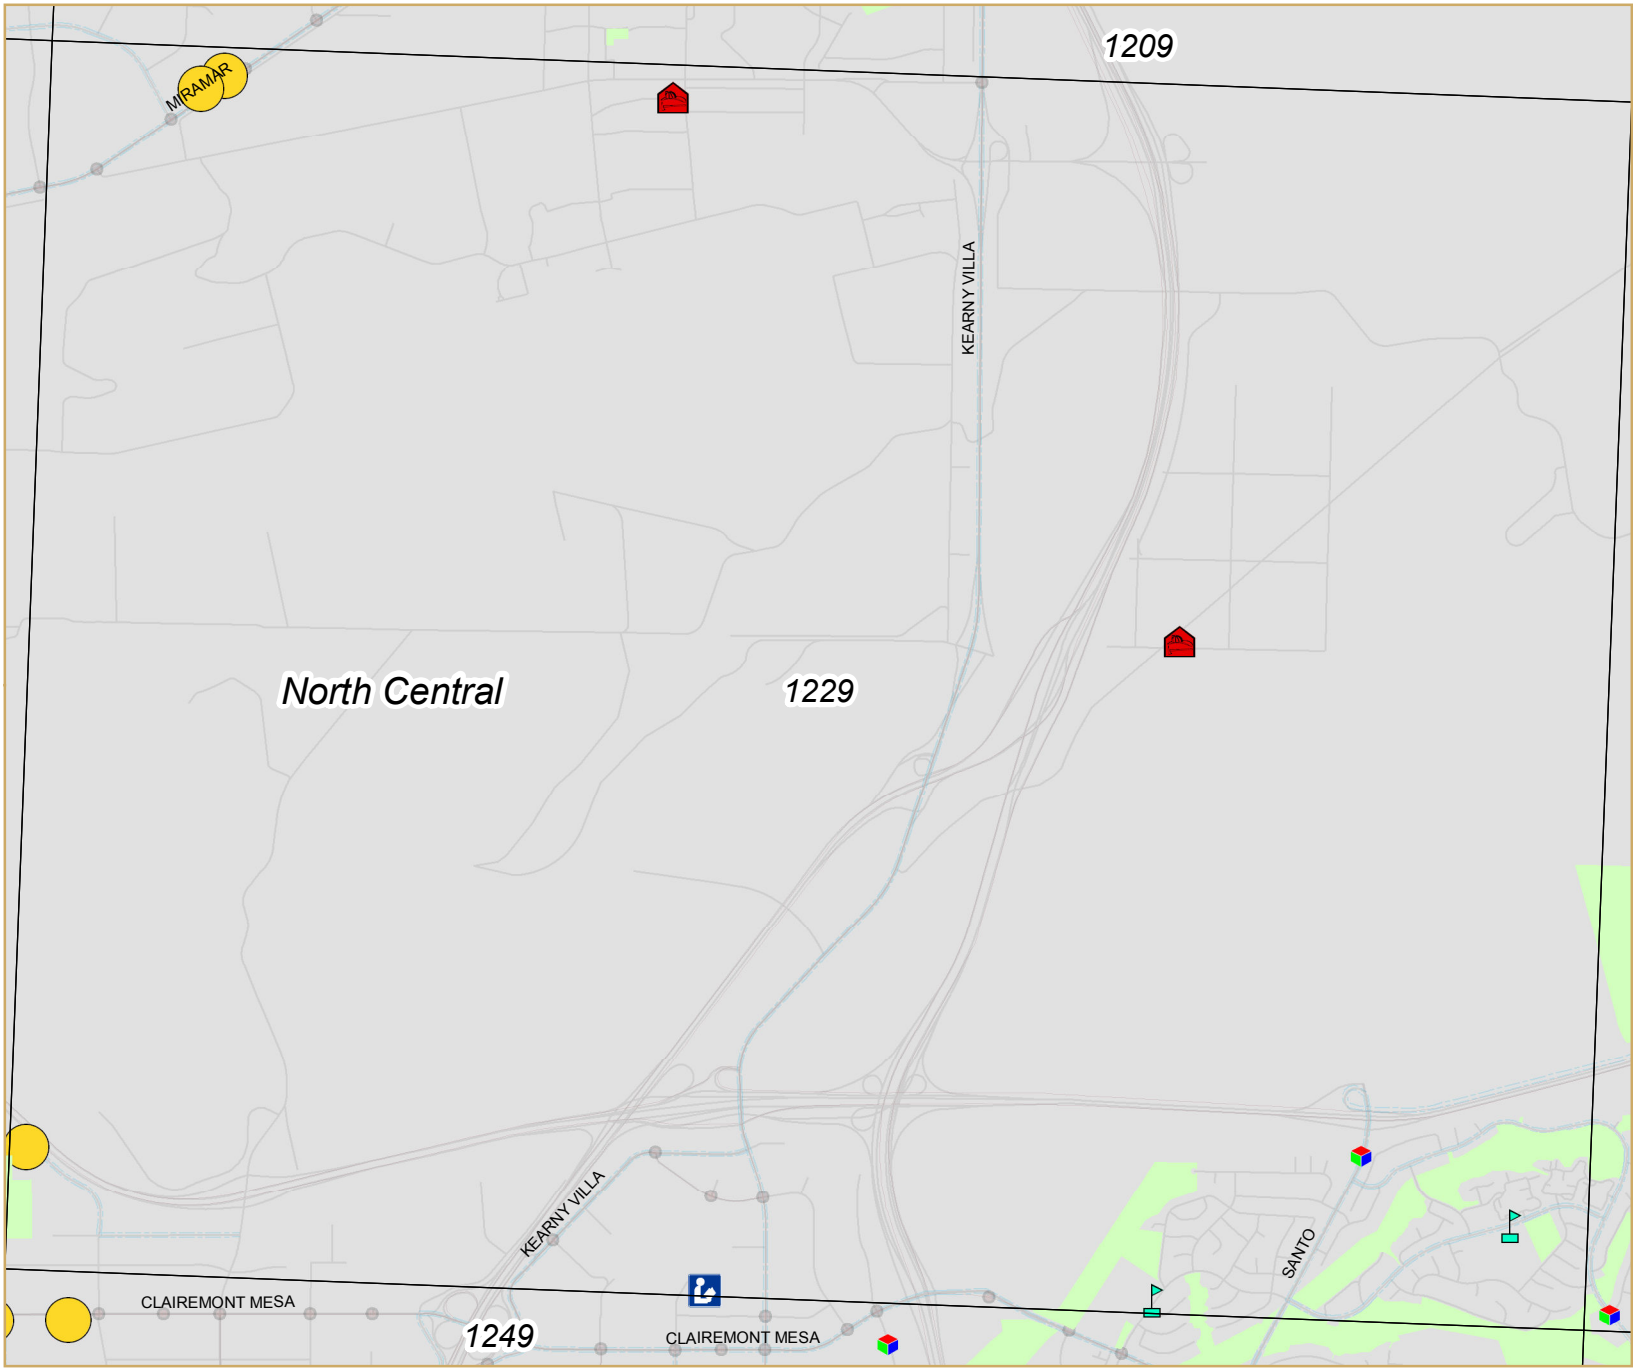 1209
MIRAMAR
KEARNY VILLA
North Central
1229
KEARNY VILLA
SANTO
CLAIREMONT MESA
1249
CLAIREMONT MESA